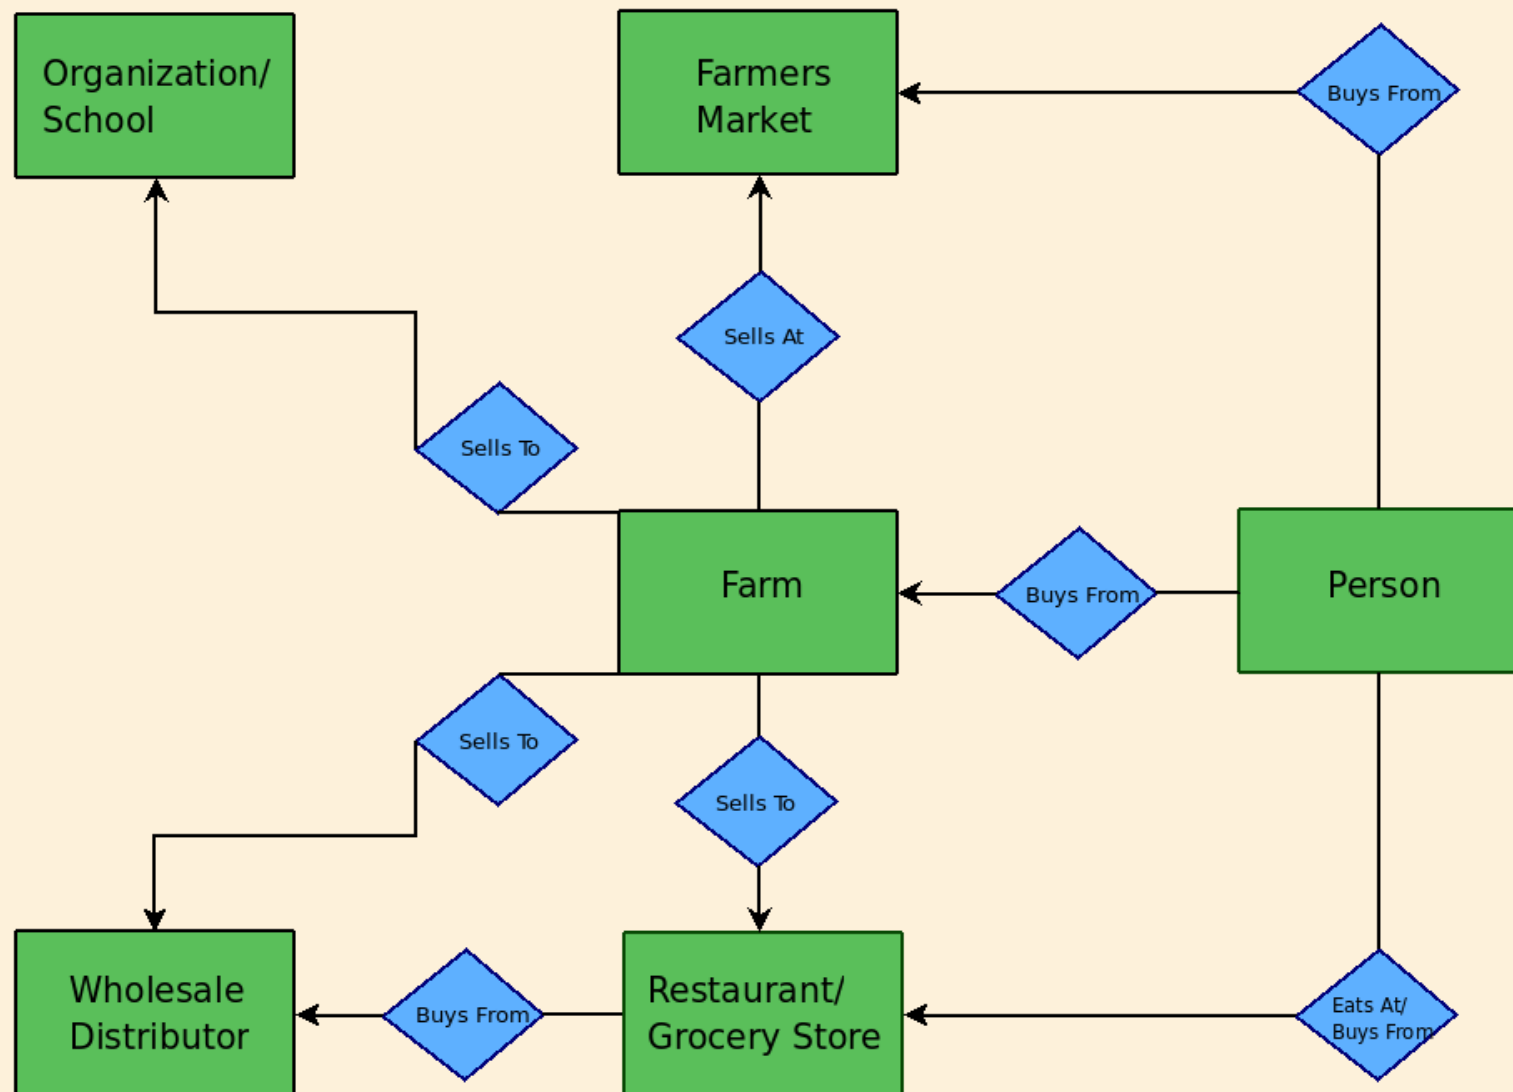 Organization/
School
Farmers
Market
Buys From
Sells At
Sells To
Farm
Buys From
Person
Sells To
Sells To
Wholesale
Distributor
Buys From
Restaurant/
Grocery Store
Eats At/
Buys From